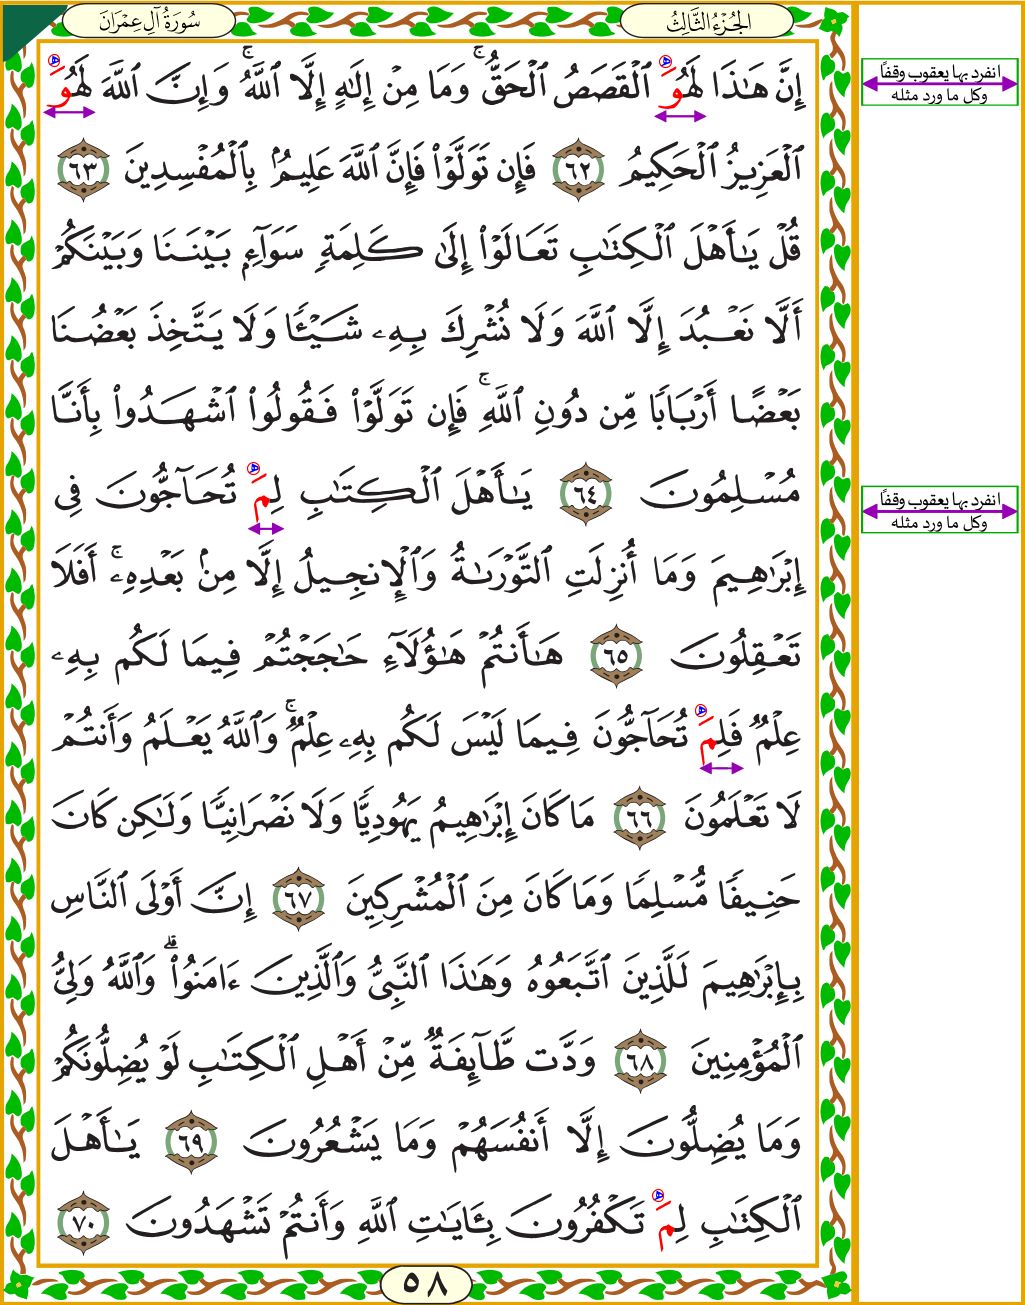 الجُزْءُ الثَّالِثُ
سُورَةُ آلِ عِمْرَانَ
إِنَّ هَٰذَا لَهُوَ ٱلْقَصَصُ ٱلْحَقُّ ۚ وَمَا مِنْ إِلَٰهٍ إِلَّا ٱللَّهُ ۚ وَإِنَّ ٱللَّهَ لَهُوَ
ٱلْعَزِيزُ ٱلْحَكِيمُ ٦٢ فَإِن تَوَلَّوْا۟ فَإِنَّ ٱللَّهَ عَلِيمٌۢ بِٱلْمُفْسِدِينَ ٦٣
قُلْ يَٰٓأَهْلَ ٱلْكِتَٰبِ تَعَالَوْا۟ إِلَىٰ كَلِمَةٍ سَوَآءٍۭ بَيْنَنَا وَبَيْنَكُمْ
أَلَّا نَعْبُدَ إِلَّا ٱللَّهَ وَلَا نُشْرِكَ بِهِۦ شَيْـًٔا وَلَا يَتَّخِذَ بَعْضُنَا
بَعْضًا أَرْبَابًا مِّن دُونِ ٱللَّهِ ۚ فَإِن تَوَلَّوْا۟ فَقُولُوا۟ ٱشْهَدُوا۟ بِأَنَّا
مُسْلِمُونَ ٦٤ يَٰٓأَهْلَ ٱلْكِتَٰبِ لِمَ تُحَآجُّونَ فِىٓ
إِبْرَٰهِيمَ وَمَآ أُنزِلَتِ ٱلتَّوْرَىٰةُ وَٱلْإِنجِيلُ إِلَّا مِنۢ بَعْدِهِۦٓ ۚ أَفَلَا
تَعْقِلُونَ ٦٥ هَٰٓأَنتُمْ هَٰٓؤُلَآءِ حَٰجَجْتُمْ فِيمَا لَكُم بِهِۦ
عِلْمٌ فَلِمَ تُحَآجُّونَ فِيمَا لَيْسَ لَكُم بِهِۦ عِلْمٌ ۚ وَٱللَّهُ يَعْلَمُ وَأَنتُمْ
لَا تَعْلَمُونَ ٦٦ مَا كَانَ إِبْرَٰهِيمُ يَهُودِيًّا وَلَا نَصْرَانِيًّا وَلَٰكِن كَانَ
حَنِيفًا مُّسْلِمًا وَمَا كَانَ مِنَ ٱلْمُشْرِكِينَ ٦٧ إِنَّ أَوْلَى ٱلنَّاسِ
بِإِبْرَٰهِيمَ لَلَّذِينَ ٱتَّبَعُوهُ وَهَٰذَا ٱلنَّبِىُّ وَٱلَّذِينَ ءَامَنُوا۟ ۗ وَٱللَّهُ وَلِىُّ
ٱلْمُؤْمِنِينَ ٦٨ وَدَّت طَّآئِفَةٌ مِّنْ أَهْلِ ٱلْكِتَٰبِ لَوْ يُضِلُّونَكُمْ
وَمَا يُضِلُّونَ إِلَّآ أَنفُسَهُمْ وَمَا يَشْعُرُونَ ٦٩ يَٰٓأَهْلَ
ٱلْكِتَٰبِ لِمَ تَكْفُرُونَ بِـَٔايَٰتِ ٱللَّهِ وَأَنتُمْ تَشْهَدُونَ ٧٠
٥٨
انفرد بها يعقوب وقفًا
وكل ما ورد مثله
انفرد بها يعقوب وقفًا
وكل ما ورد مثله